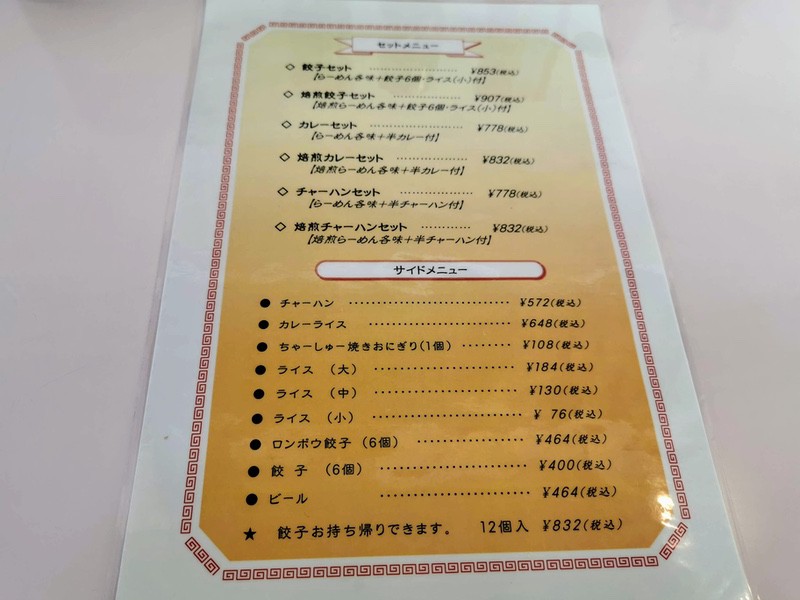 セットメニュー
◇ 餃子セット ………………… ¥853(税込)
【らーめん各味＋餃子6個・ライス(小)付】
◇ 焙煎餃子セット ……………… ¥907(税込)
【焙煎らーめん各味＋餃子6個・ライス(小)付】
◇ カレーセット ………………… ¥778(税込)
【らーめん各味＋半カレー付】
◇ 焙煎カレーセット …………… ¥832(税込)
【焙煎らーめん各味＋半カレー付】
◇ チャーハンセット …………… ¥778(税込)
【らーめん各味＋半チャーハン付】
◇ 焙煎チャーハンセット ………… ¥832(税込)
【焙煎らーめん各味＋半チャーハン付】
サイドメニュー
● チャーハン ………………………… ¥572(税込)
● カレーライス ……………………… ¥648(税込)
● ちゃーしゅー焼きおにぎり(1個) ……… ¥108(税込)
● ライス (大) ……………………… ¥184(税込)
● ライス (中) ……………………… ¥130(税込)
● ライス (小) ……………………… ¥ 76(税込)
● ロンポウ餃子 (6個) ……………… ¥464(税込)
● 餃 子 (6個) ……………………… ¥400(税込)
● ビール ……………………… ¥464(税込)
★ 餃子お持ち帰りできます。 12個入 ¥832(税込)